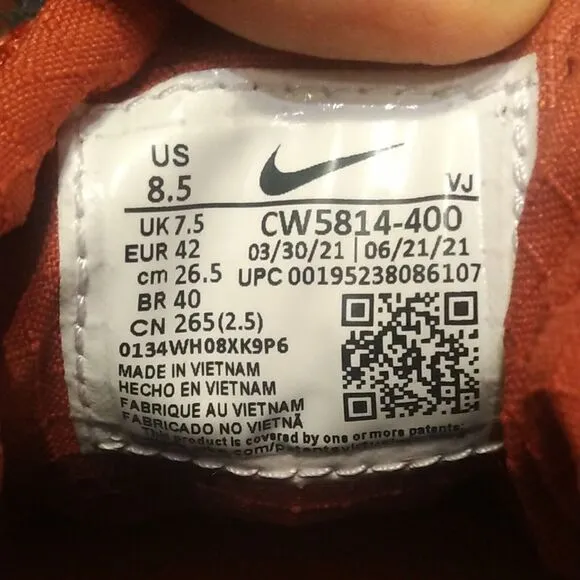 US
8.5
VJ
UK 7.5
CW5814-400
EUR 42
03/30/21 | 06/21/21
cm 26.5
UPC 00195238086107
BR 40
CN 265(2.5)
0134WH08XK9P6
MADE IN VIETNAM
HECHO EN VIETNAM
FABRIQUE AU VIETNAM
FABRICADO NO VIETNÃ
This product is covered by one or more patents: